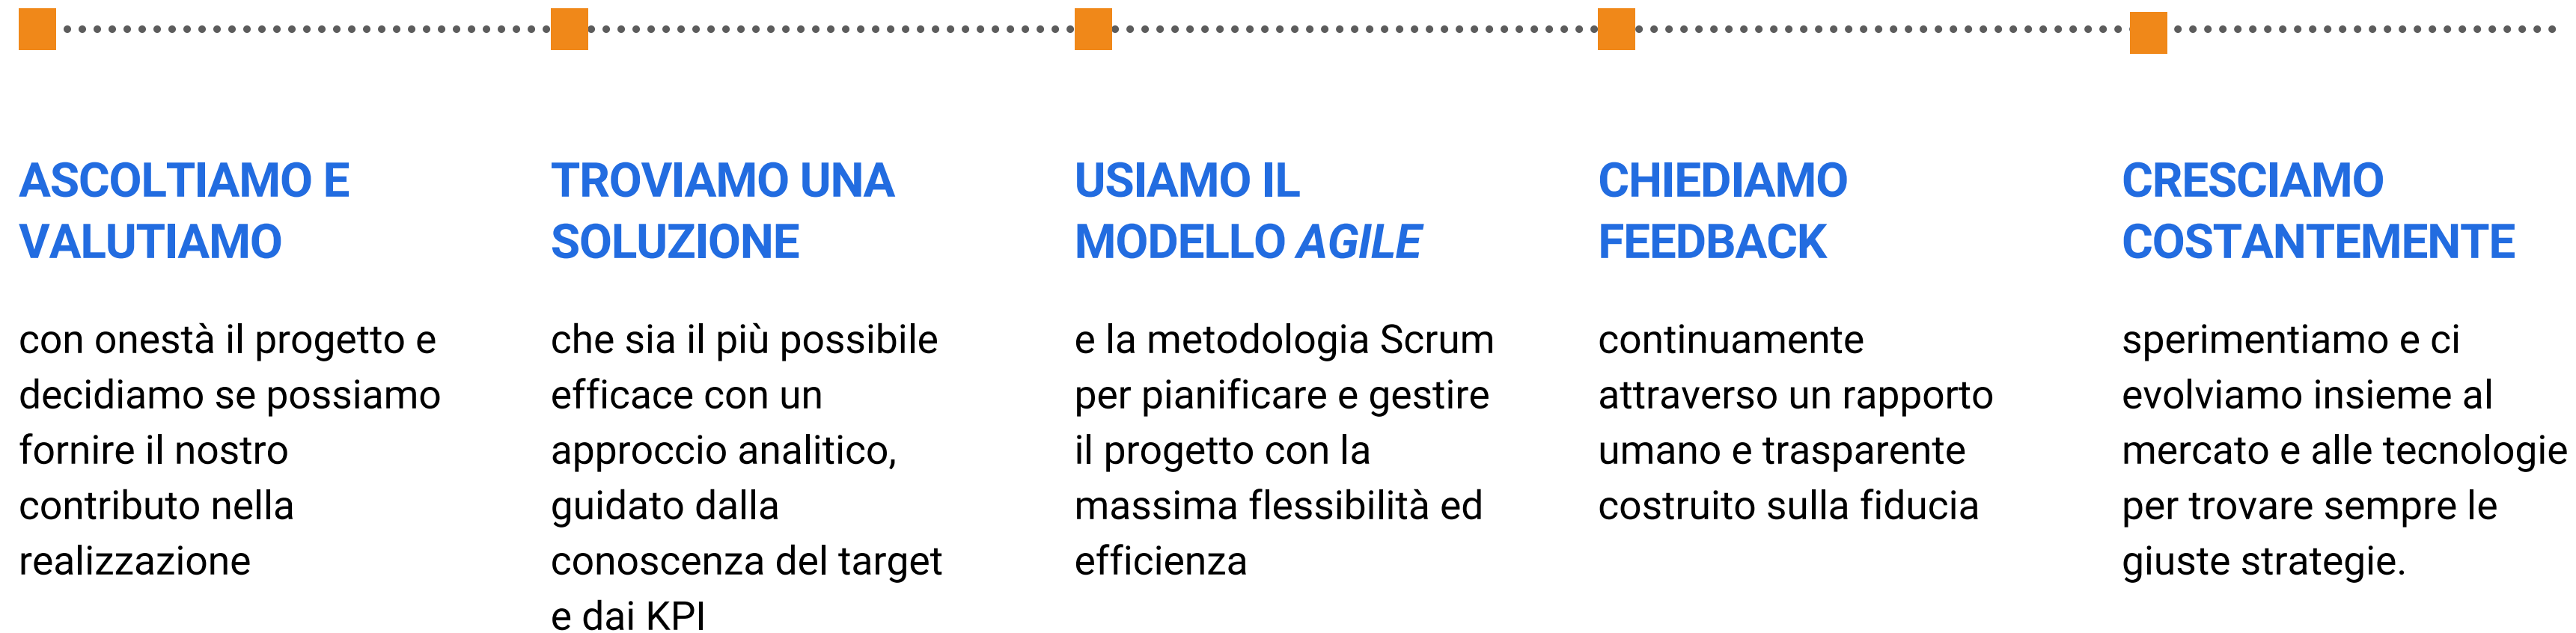 ASCOLTIAMO E
VALUTIAMO
con onestà il progetto e
decidiamo se possiamo
fornire il nostro
contributo nella
realizzazione
TROVIAMO UNA
SOLUZIONE
che sia il più possibile
efficace con un
approccio analitico,
guidato dalla
conoscenza del target
e dai KPI
USIAMO IL
MODELLO AGILE
e la metodologia Scrum
per pianificare e gestire
il progetto con la
massima flessibilità ed
efficienza
CHIEDIAMO
FEEDBACK
continuamente
attraverso un rapporto
umano e trasparente
costruito sulla fiducia
CRESCIAMO
COSTANTEMENTE
sperimentiamo e ci
evolviamo insieme al
mercato e alle tecnologie
per trovare sempre le
giuste strategie.